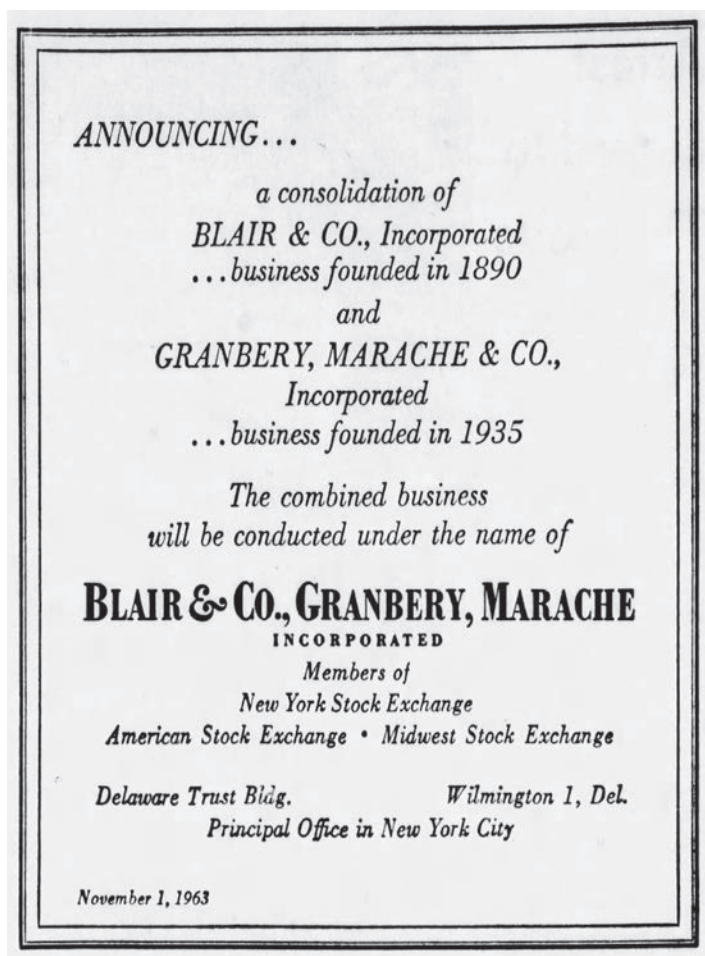 ANNOUNCING...
a consolidation of
BLAIR & CO., Incorporated
...business founded in 1890
and
GRANBERY, MARACHE & CO.,
Incorporated
...business founded in 1935
The combined business
will be conducted under the name of
BLAIR & CO., GRANBERY, MARACHE
INCORPORATED
Members of
New York Stock Exchange
American Stock Exchange • Midwest Stock Exchange
Delaware Trust Bldg. Wilmington 1, Del.
Principal Office in New York City
November 1, 1963